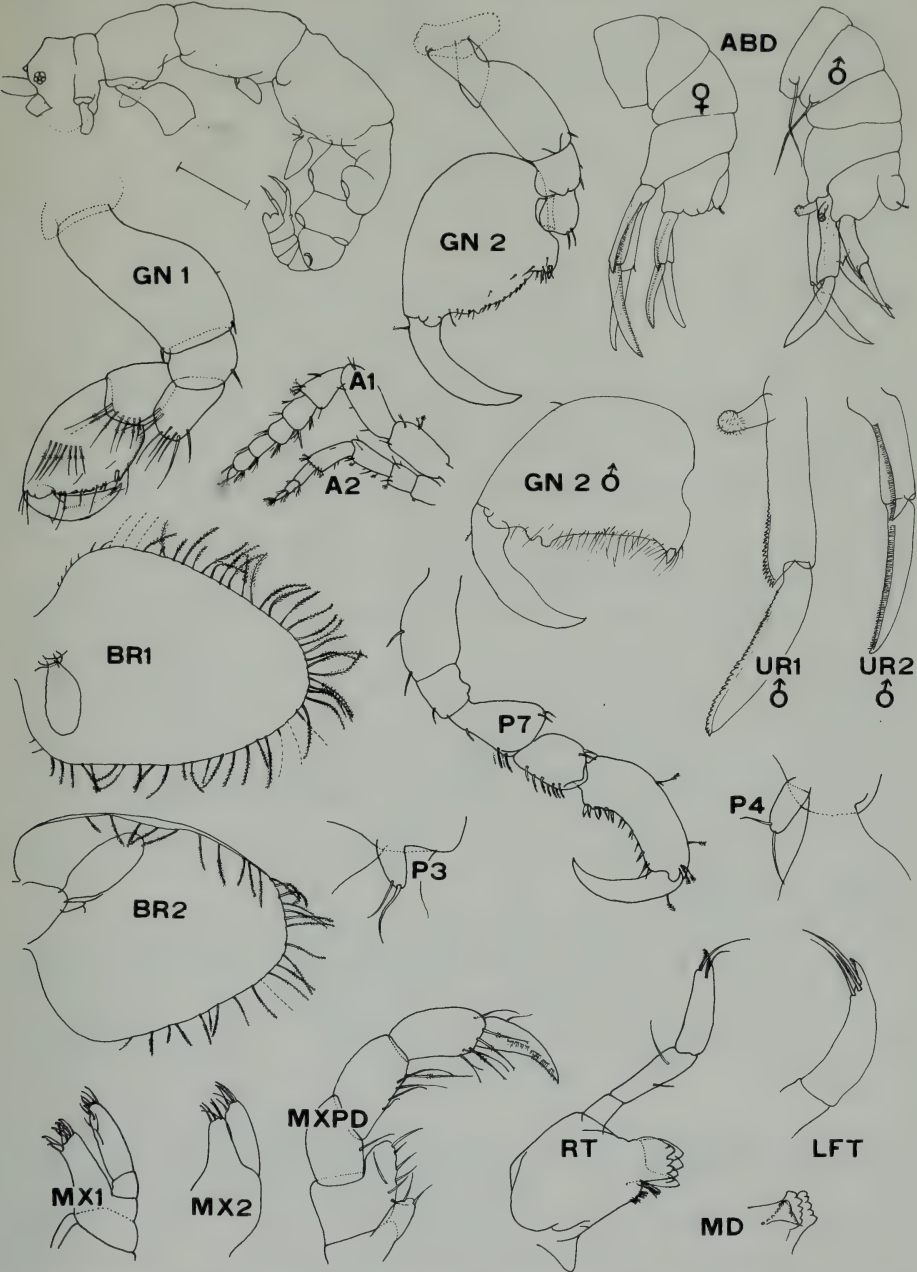 ABD
♀
♂
GN 1
GN 2
A1
A2
GN 2 ♂
BR1
UR1
♂
UR2
♂
P7
P4
P3
BR2
MXPD
RT
LFT
MX1
MX2
MD